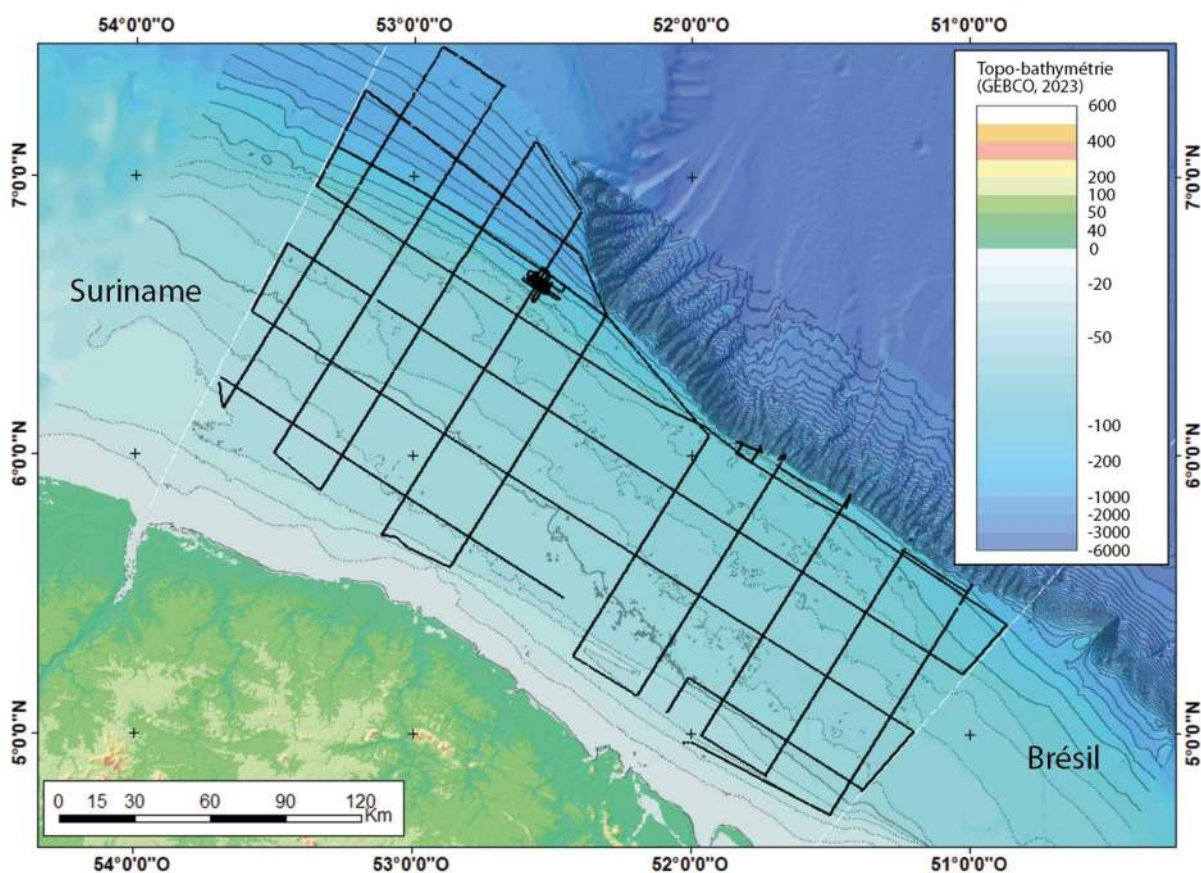 54°0'0"O 53°0'0"O 52°0'0"O 51°0'0"O
Topo-bathymétrie
(GEBCO, 2023)
600
400
200
100
50
40
0
-20
-50
-100
-200
-1000
-2000
-3000
-6000
7°0'0"N 7°0'0"N
Suriname
6°0'0"N 6°0'0"N
5°0'0"N 5°0'0"N
Brésil
0 15 30 60 90 120
Km
54°0'0"O 53°0'0"O 52°0'0"O 51°0'0"O